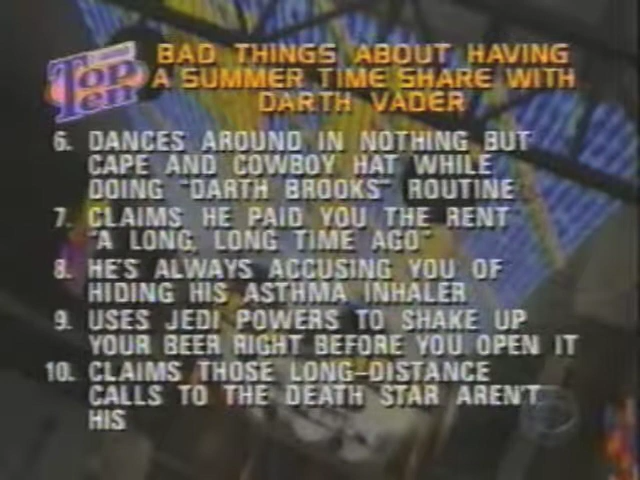 Top
Ten
BAD THINGS ABOUT HAVING
A SUMMER TIME SHARE WITH
DARTH VADER
6. DANCES AROUND IN NOTHING BUT
CAPE AND COWBOY HAT WHILE
DOING "DARTH BROOKS" ROUTINE
7. CLAIMS HE PAID YOU THE RENT
"A LONG, LONG TIME AGO"
8. HE'S ALWAYS ACCUSING YOU OF
HIDING HIS ASTHMA INHALER
9. USES JEDI POWERS TO SHAKE UP
YOUR BEER RIGHT BEFORE YOU OPEN IT
10. CLAIMS THOSE LONG-DISTANCE
CALLS TO THE DEATH STAR AREN'T
HIS